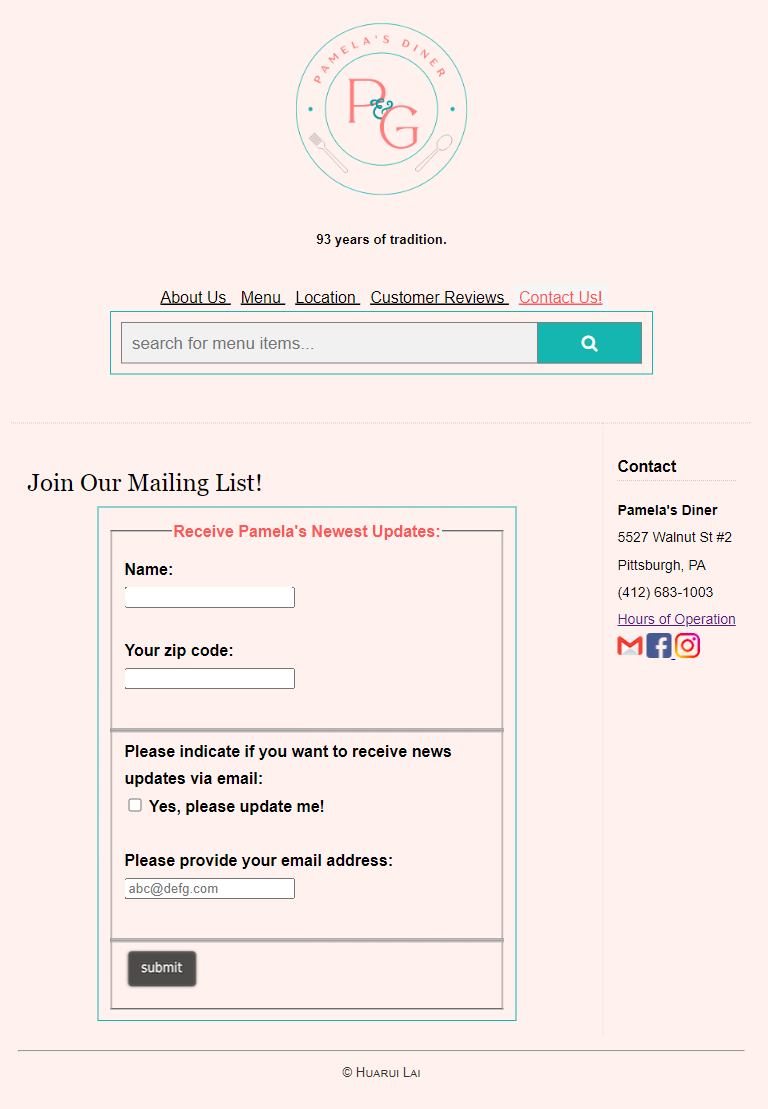 PAMELA'S DINER
P&G
93 years of tradition.
About Us Menu Location Customer Reviews Contact Us!
search for menu items...
Join Our Mailing List!
Receive Pamela's Newest Updates:
Name:
Your zip code:
Please indicate if you want to receive news
updates via email:
Yes, please update me!
Please provide your email address:
abc@defg.com
submit
Contact
Pamela's Diner
5527 Walnut St #2
Pittsburgh, PA
(412) 683-1003
Hours of Operation
© Huarui Lai